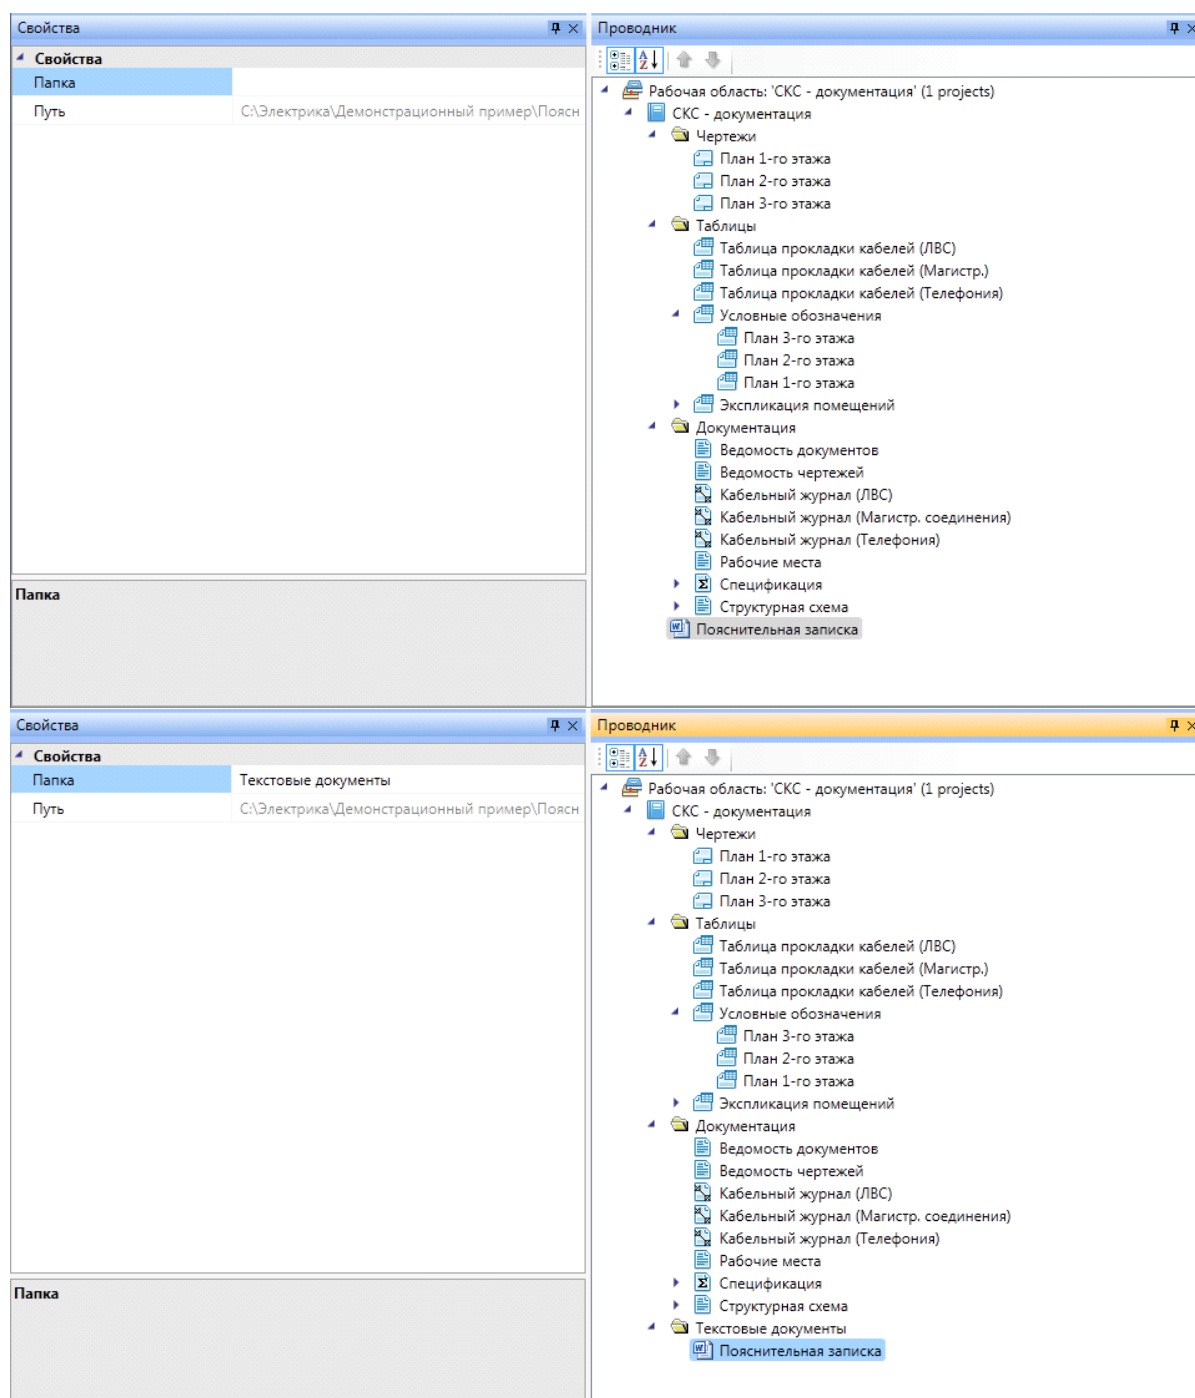 Свойства
Свойства
Папка
Путь C:\Электрика\Демонстрационный пример\Поясн
Папка
Проводник
Рабочая область: 'СКС - документация' (1 projects)
СКС - документация
Чертежи
План 1-го этажа
План 2-го этажа
План 3-го этажа
Таблицы
Таблица прокладки кабелей (ЛВС)
Таблица прокладки кабелей (Магистр.)
Таблица прокладки кабелей (Телефония)
Условные обозначения
План 3-го этажа
План 2-го этажа
План 1-го этажа
Экспликация помещений
Документация
Ведомость документов
Ведомость чертежей
Кабельный журнал (ЛВС)
Кабельный журнал (Магистр. соединения)
Кабельный журнал (Телефония)
Рабочие места
Спецификация
Структурная схема
Пояснительная записка
Свойства
Свойства
Папка Текстовые документы
Путь C:\Электрика\Демонстрационный пример\Поясн
Папка
Проводник
Рабочая область: 'СКС - документация' (1 projects)
СКС - документация
Чертежи
План 1-го этажа
План 2-го этажа
План 3-го этажа
Таблицы
Таблица прокладки кабелей (ЛВС)
Таблица прокладки кабелей (Магистр.)
Таблица прокладки кабелей (Телефония)
Условные обозначения
План 3-го этажа
План 2-го этажа
План 1-го этажа
Экспликация помещений
Документация
Ведомость документов
Ведомость чертежей
Кабельный журнал (ЛВС)
Кабельный журнал (Магистр. соединения)
Кабельный журнал (Телефония)
Рабочие места
Спецификация
Структурная схема
Текстовые документы
Пояснительная записка